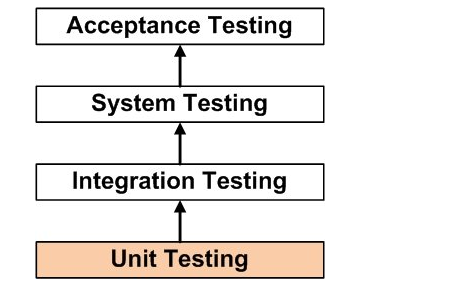 Acceptance Testing
System Testing
Integration Testing
Unit Testing